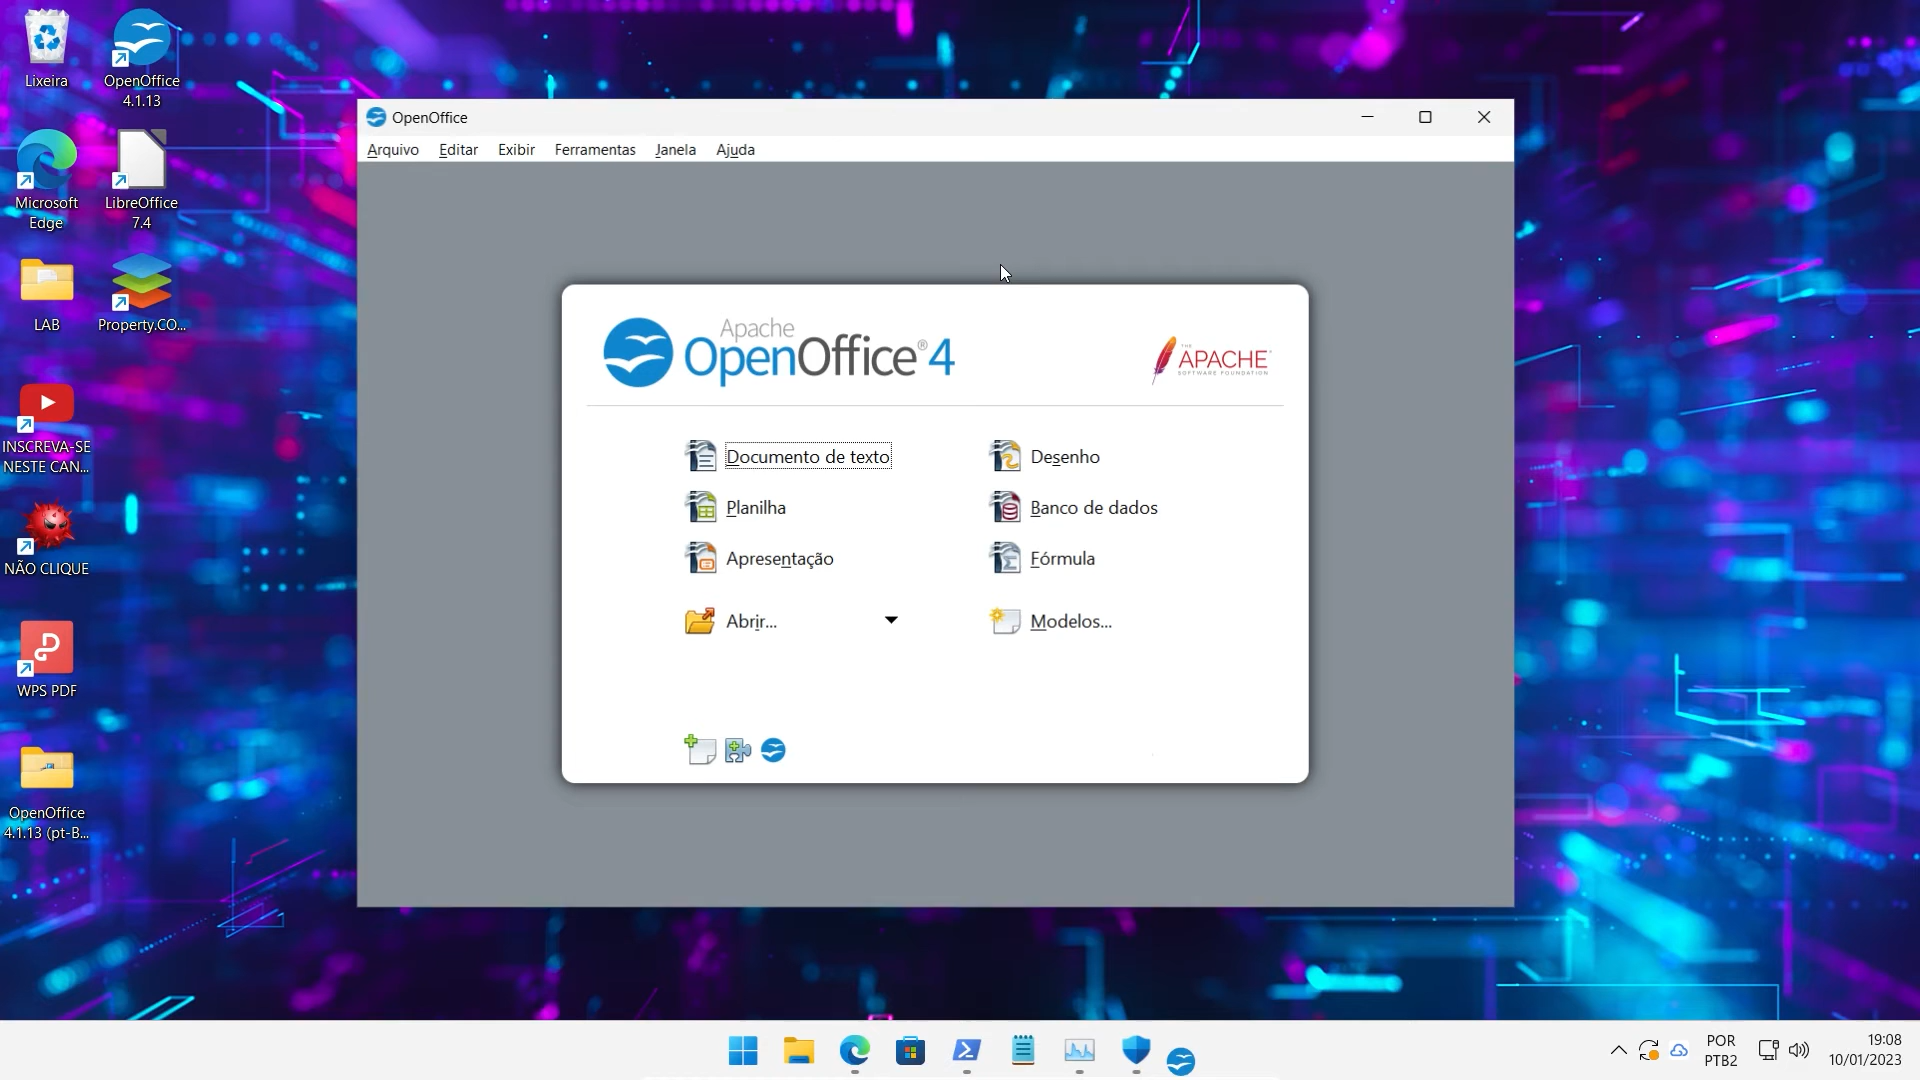 Lixeira
OpenOffice
4.1.13
Microsoft
Edge
LibreOffice
7.4
LAB
Property.CO...
INSCREVA-SE
NESTE CAN...
NÃO CLIQUE
WPS PDF
OpenOffice
4.1.13 (pt-B...
OpenOffice
Arquivo Editar Exibir Ferramentas Janela Ajuda
Apache
OpenOffice® 4
THE
APACHE®
SOFTWARE FOUNDATION
Documento de texto
Desenho
Planilha
Banco de dados
Apresentação
Fórmula
Abrir...
Modelos...
POR
PTB2
19:08
10/01/2023